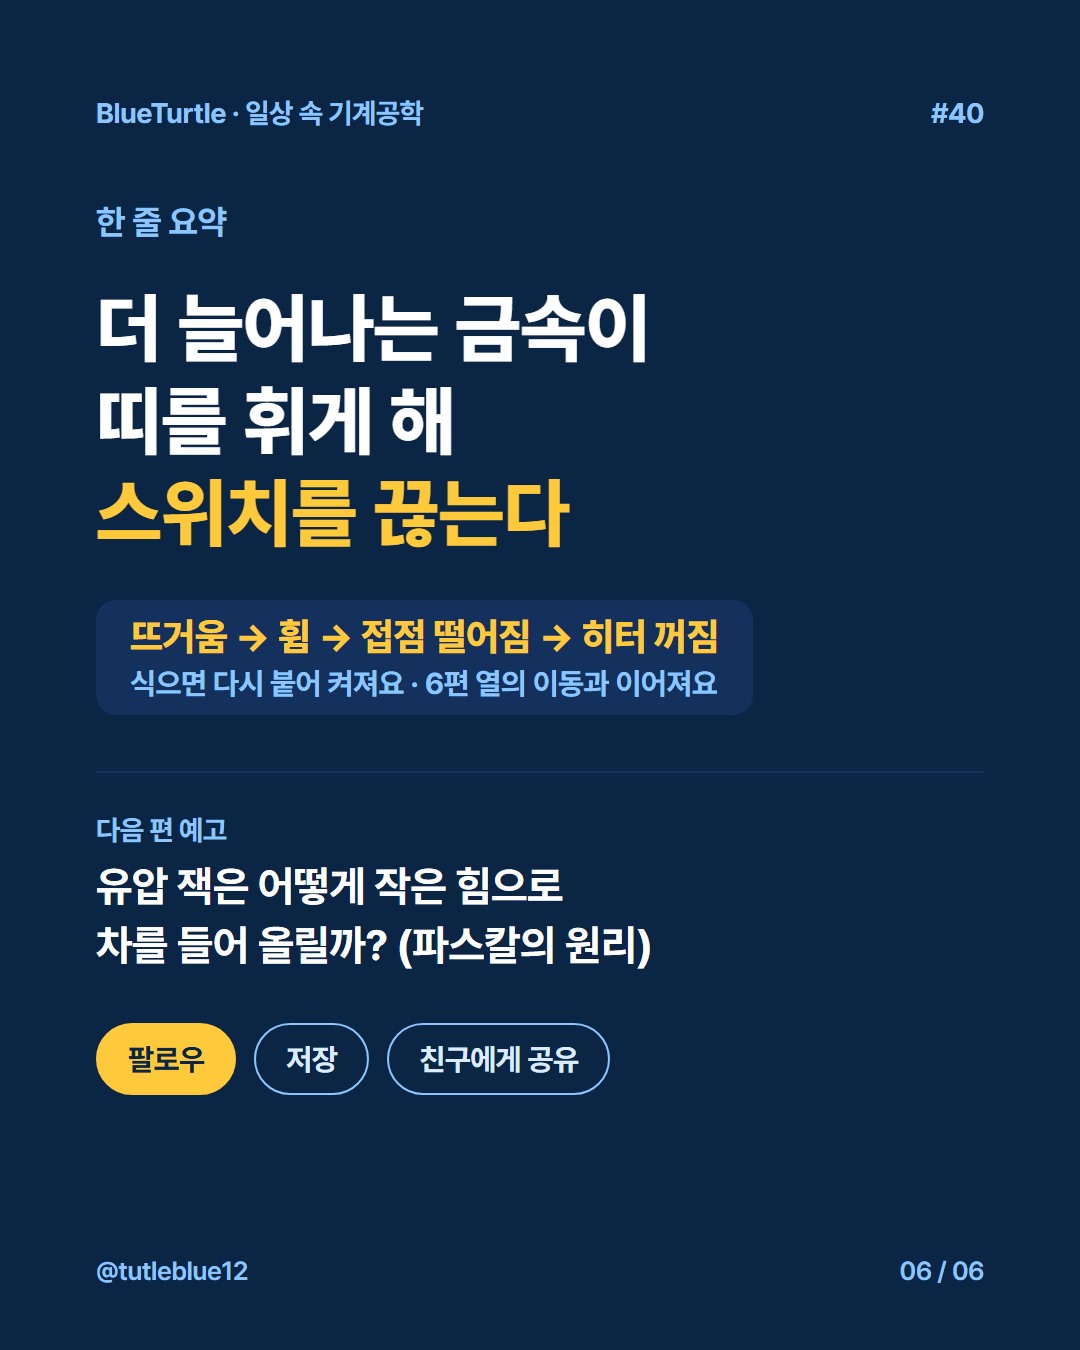 BlueTurtle · 일상 속 기계공학
#40
한 줄 요약
더 늘어나는 금속이
띠를 휘게 해
스위치를 끊는다
뜨거움 → 휨 → 접점 떨어짐 → 히터 꺼짐
식으면 다시 붙어 켜져요 · 6편 열의 이동과 이어져요
다음 편 예고
유압 잭은 어떻게 작은 힘으로
차를 들어 올릴까? (파스칼의 원리)
팔로우
저장
친구에게 공유
@tutleblue12
06 / 06